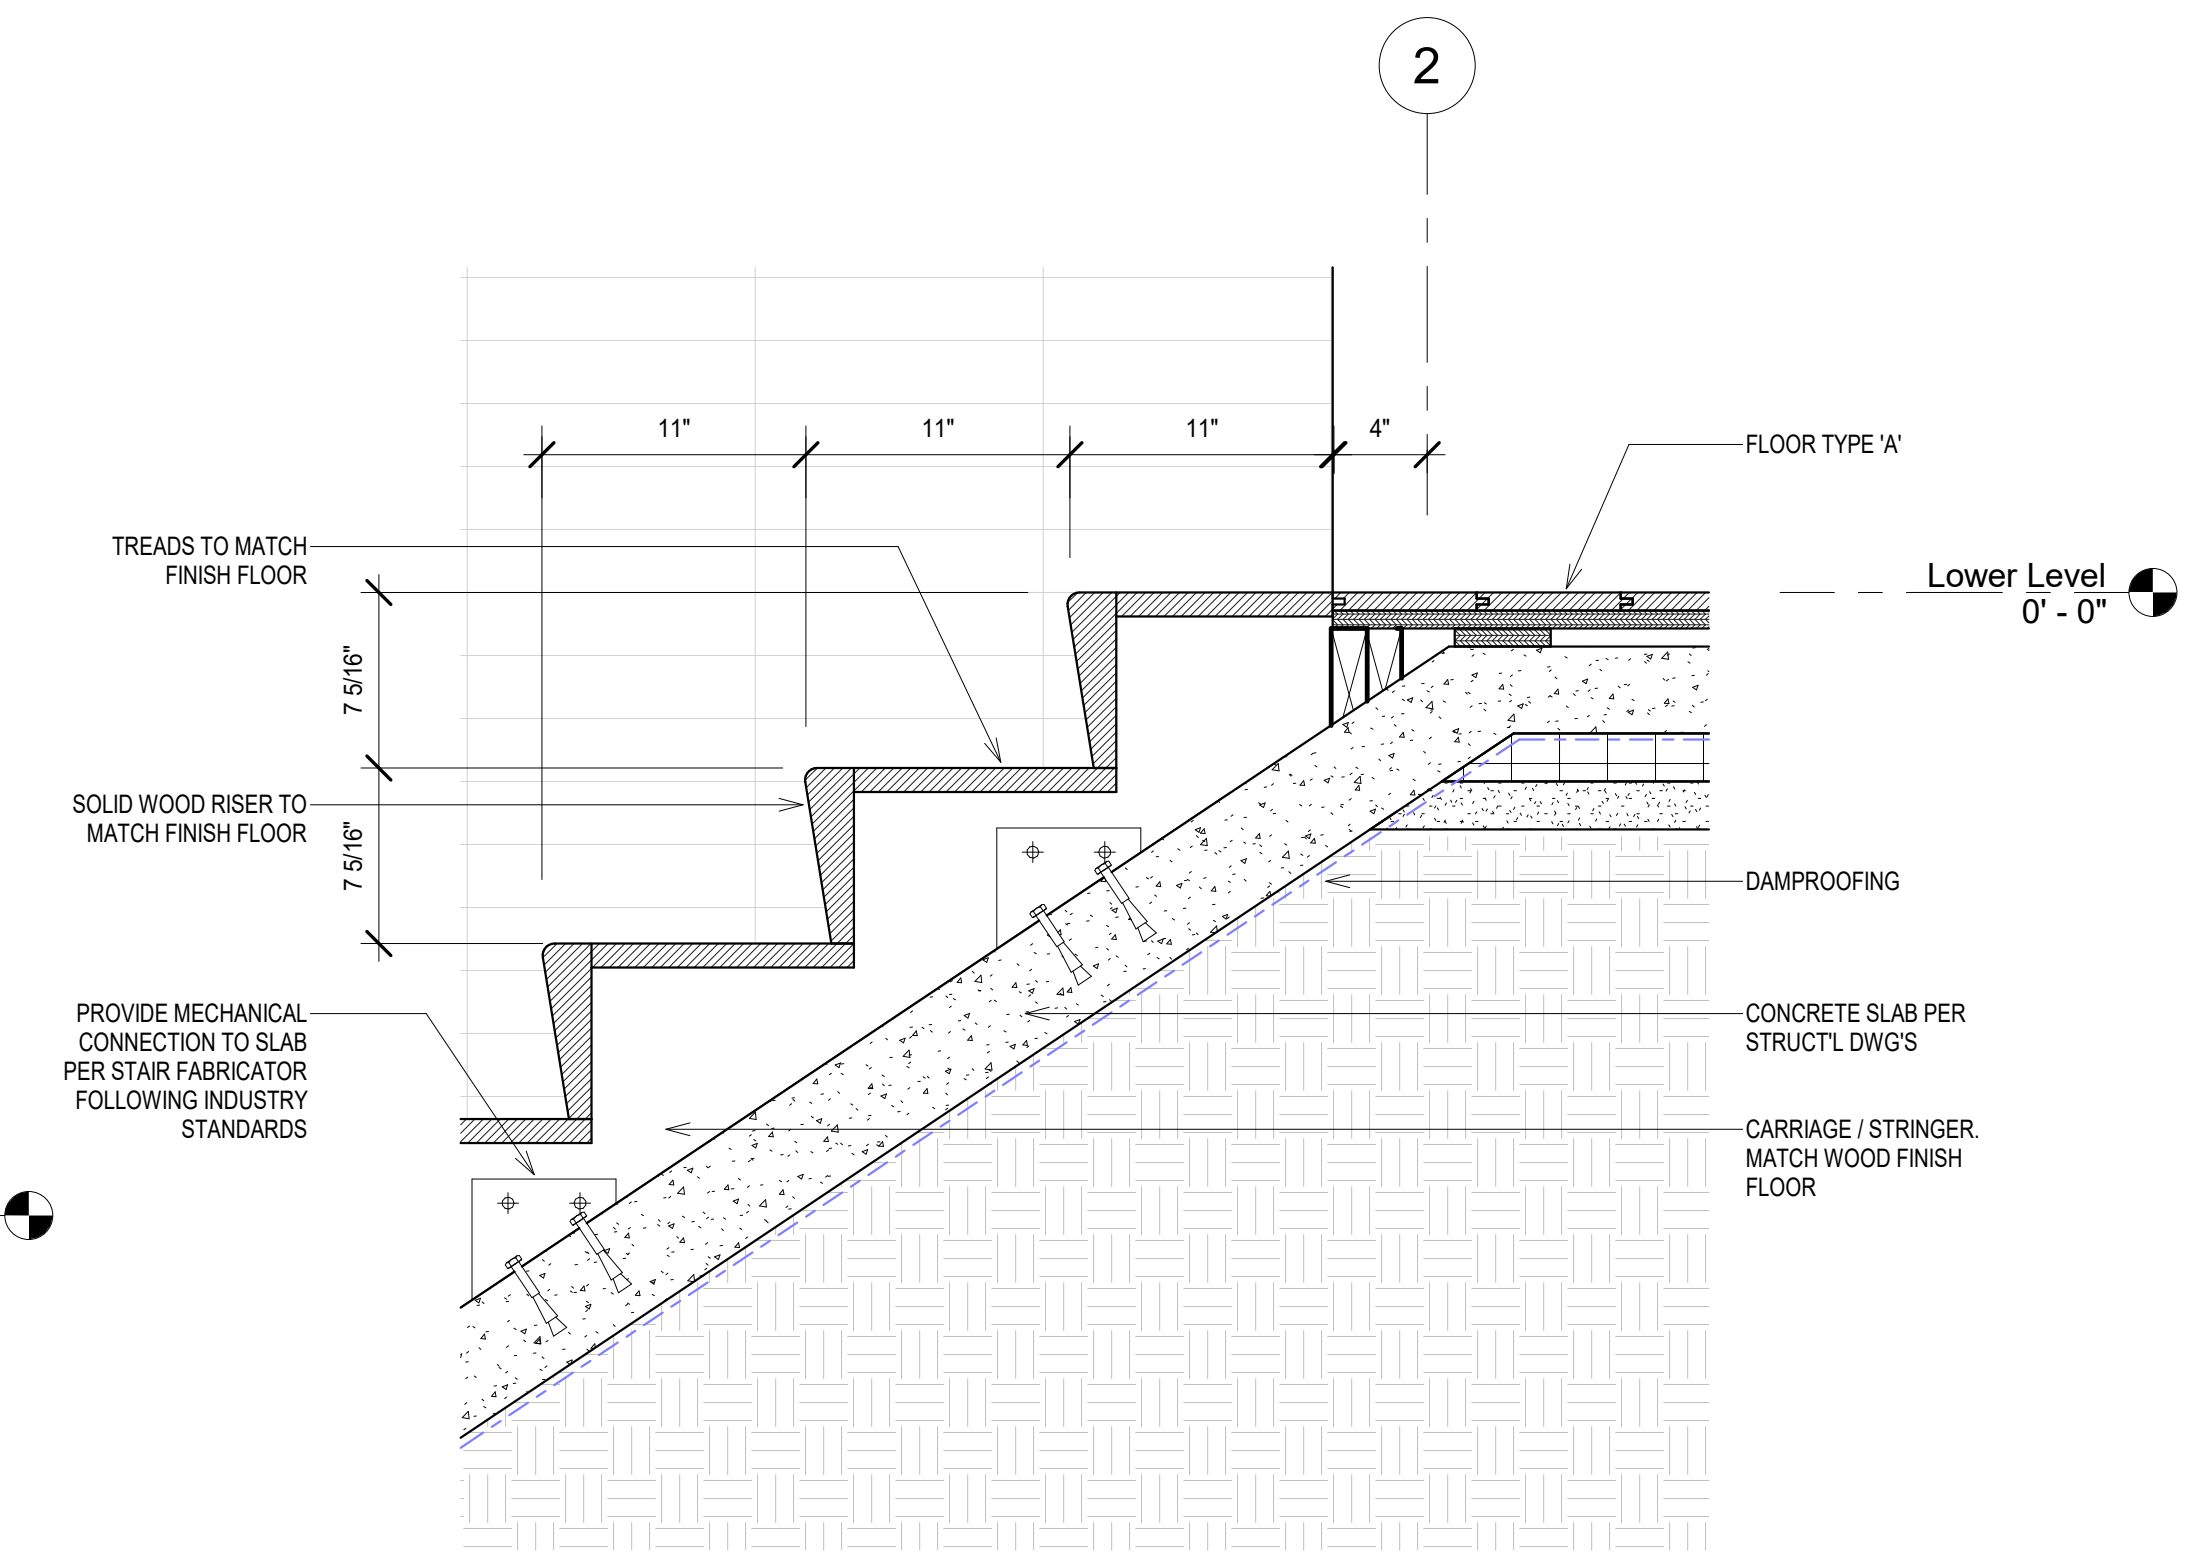 2
11"
11"
11"
4"
FLOOR TYPE 'A'
TREADS TO MATCH
FINISH FLOOR
Lower Level
0' - 0"
7 5/16"
SOLID WOOD RISER TO
MATCH FINISH FLOOR
7 5/16"
DAMPROOFING
PROVIDE MECHANICAL
CONNECTION TO SLAB
PER STAIR FABRICATOR
FOLLOWING INDUSTRY
STANDARDS
CONCRETE SLAB PER
STRUCT'L DWG'S
CARRIAGE / STRINGER.
MATCH WOOD FINISH
FLOOR